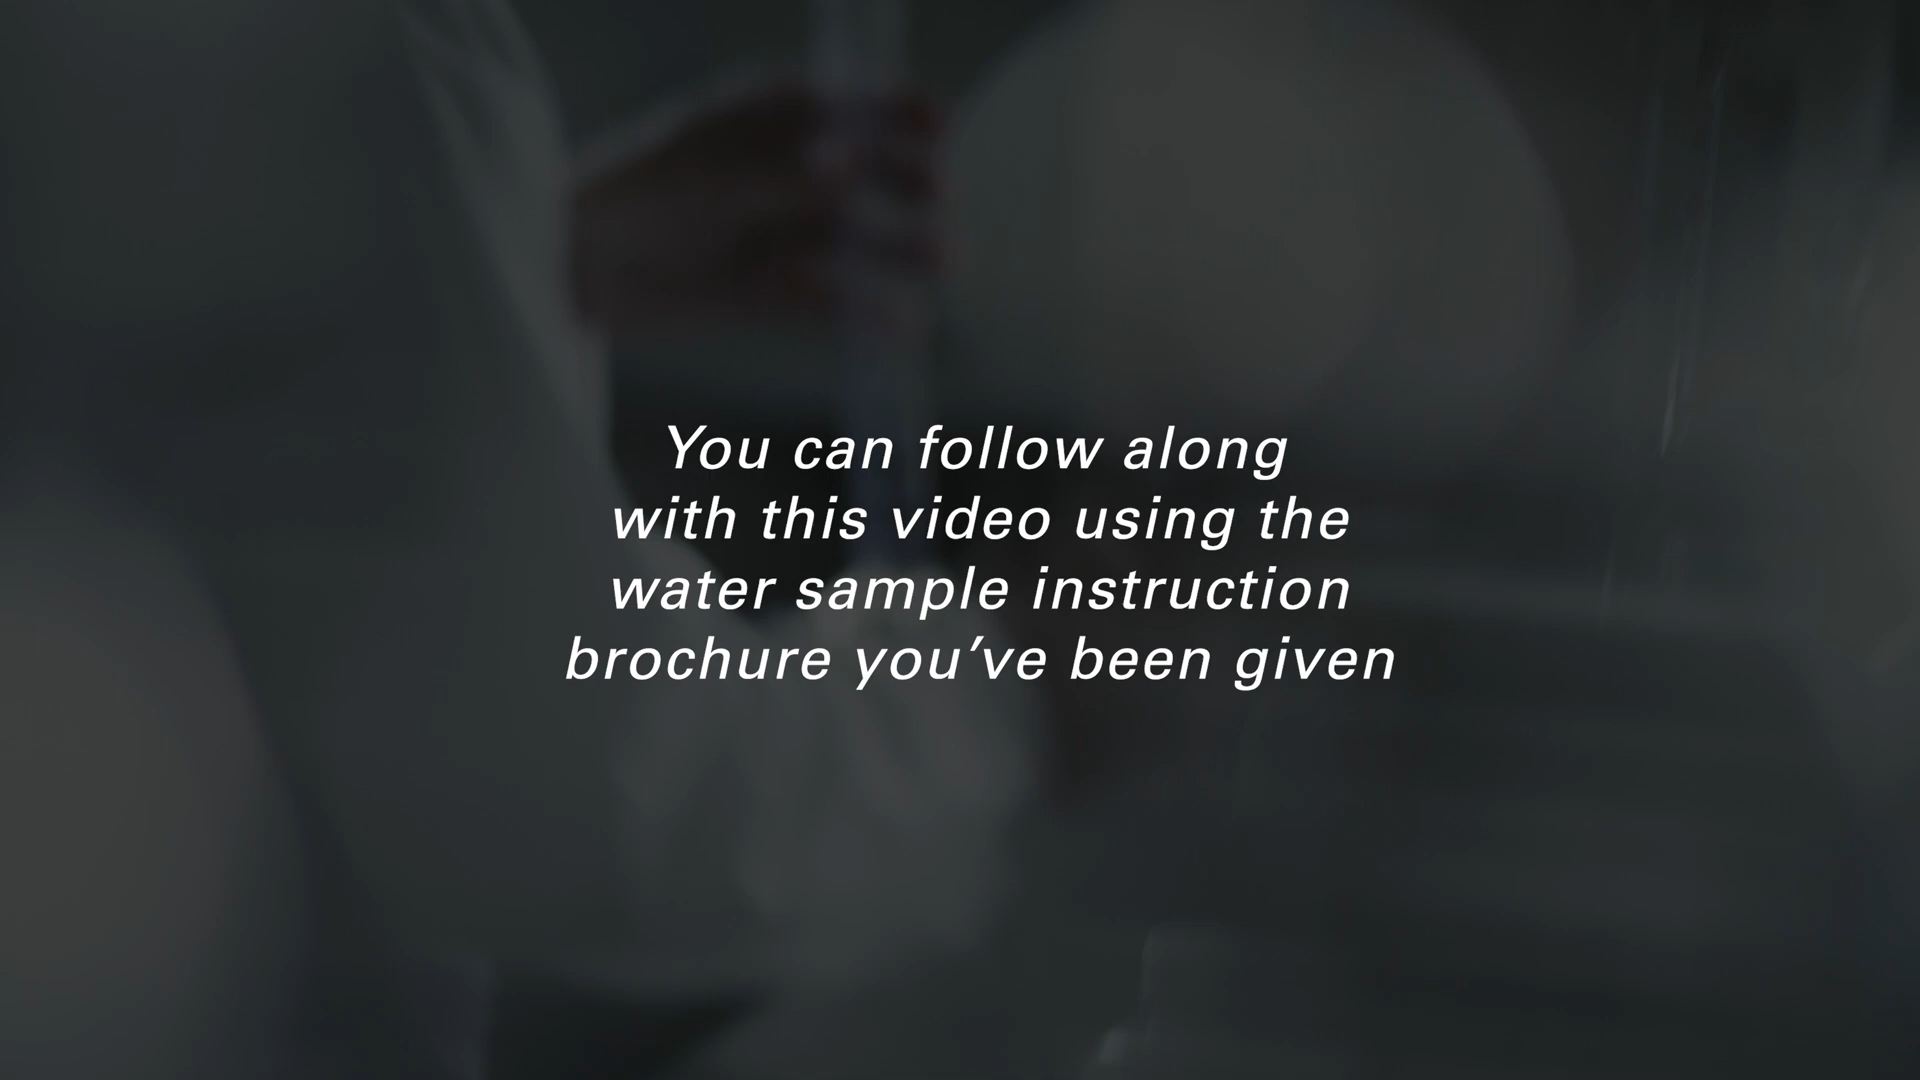 You can follow along
with this video using the
water sample instruction
brochure you’ve been given